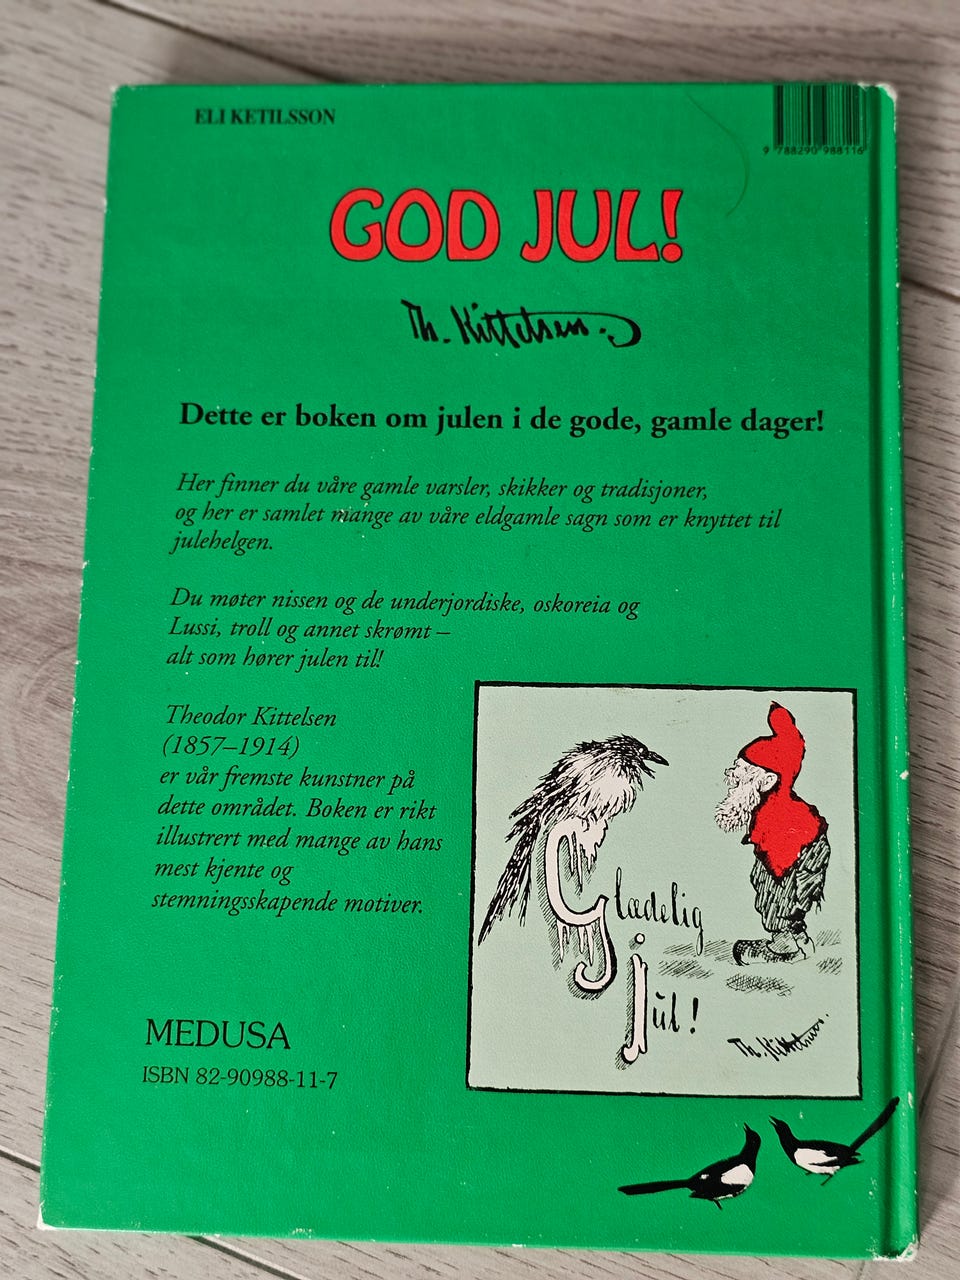 ELI KETILSSON
9 788290 988116
GOD JUL!
Th. Kittelsen
Dette er boken om julen i de gode, gamle dager!
Her finner du våre gamle varsler, skikker og tradisjoner,
og her er samlet mange av våre eldgamle sagn som er knyttet til
julehelgen.
Du møter nissen og de underjordiske, oskoreia og
Lussi, troll og annet skrømt –
alt som hører julen til!
Theodor Kittelsen
(1857–1914)
er vår fremste kunstner på
dette området. Boken er rikt
illustrert med mange av hans
mest kjente og
stemningsskapende motiver.
Glædelig
jul!
Th. Kittelsen.
MEDUSA
ISBN 82-90988-11-7